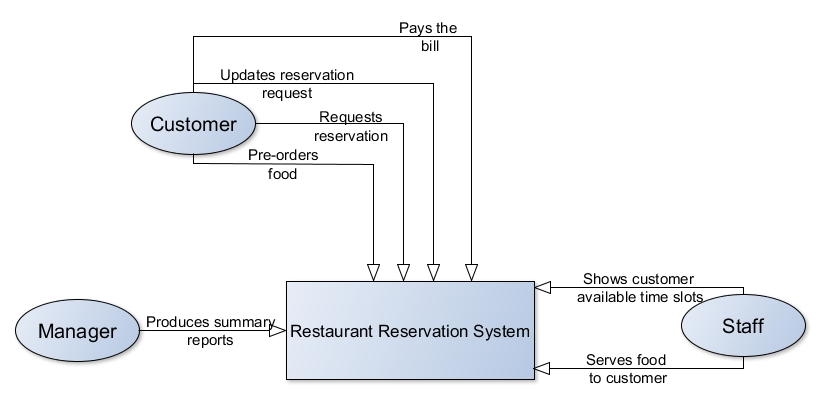 Pays the
bill
Updates reservation
request
Customer
Requests
reservation
Pre-orders
food
Shows customer
available time slots
Manager
Produces summary
reports
Restaurant Reservation System
Staff
Serves food
to customer